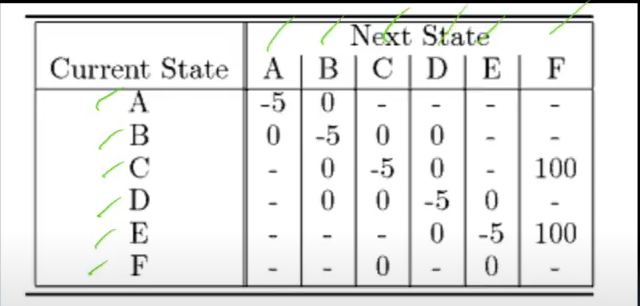 Next State
Current State A B C D E F
A -5 0 - - - -
B 0 -5 0 0 - -
C - 0 -5 0 - 100
D - 0 0 -5 0 -
E - - - 0 -5 100
F - - 0 - 0 -